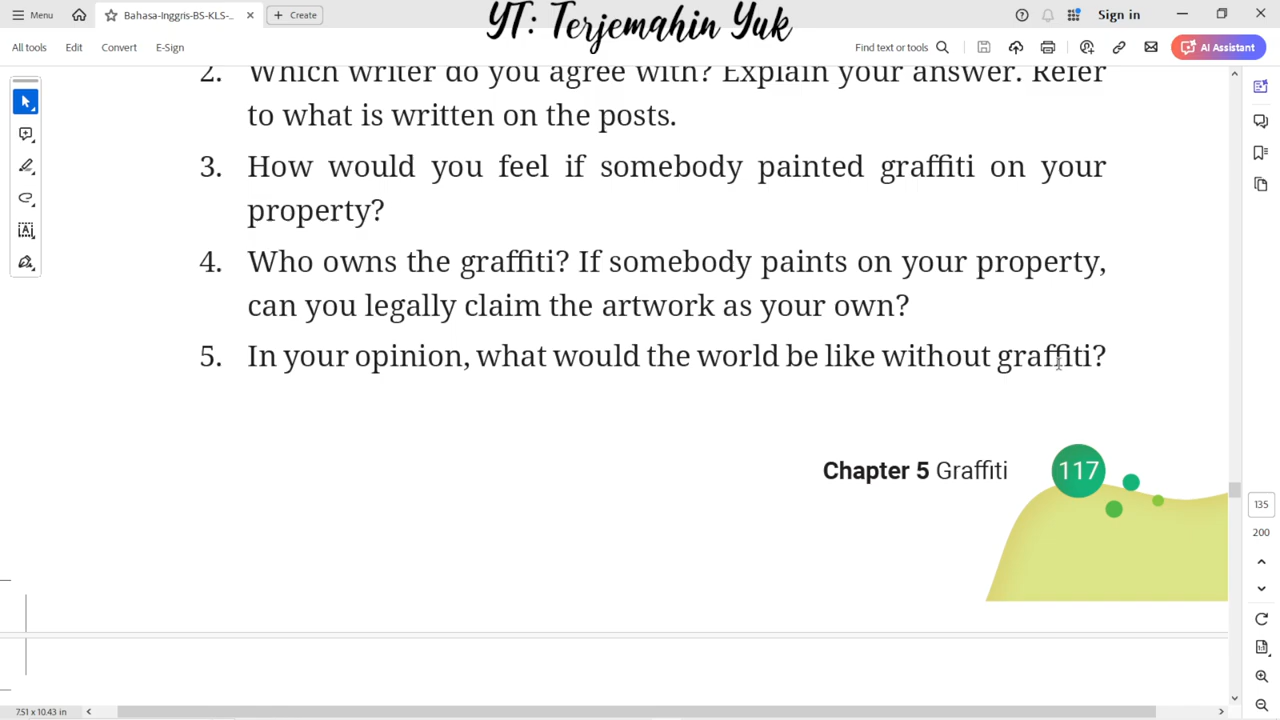 Menu
Bahasa-Inggris-BS-KLS-...
Create
YT: Terjemahin Yuk
Sign in
All tools
Edit
Convert
E-Sign
Find text or tools
AI Assistant
2. Which writer do you agree with? Explain your answer. Refer
to what is written on the posts.
3. How would you feel if somebody painted graffiti on your
property?
4. Who owns the graffiti? If somebody paints on your property,
can you legally claim the artwork as your own?
5. In your opinion, what would the world be like without graffiti?
Chapter 5 Graffiti 117
135
200
7.51 x 10.43 in